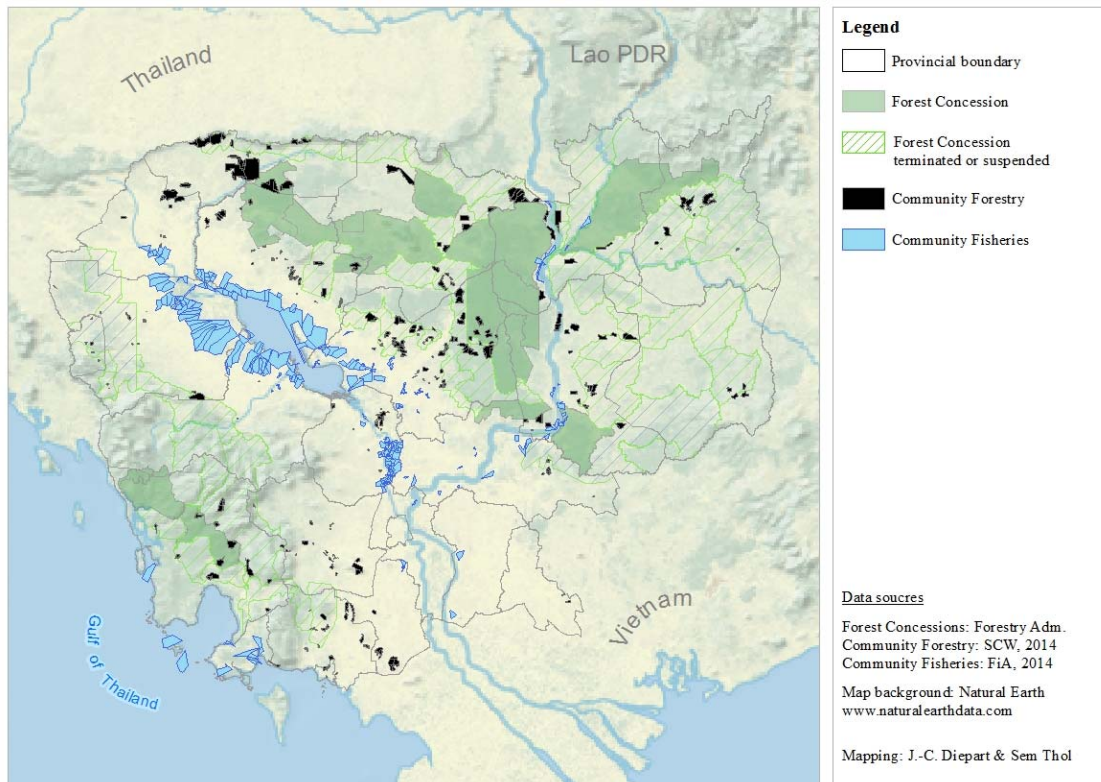 Thailand
Lao PDR
Vietnam
Gulf of Thailand
Legend
Provincial boundary
Forest Concession
Forest Concession
terminated or suspended
Community Forestry
Community Fisheries
Data soucres
Forest Concessions: Forestry Adm.
Community Forestry: SCW, 2014
Community Fisheries: FiA, 2014
Map background: Natural Earth
www.naturalearthdata.com
Mapping: J.-C. Diepart & Sem Thol